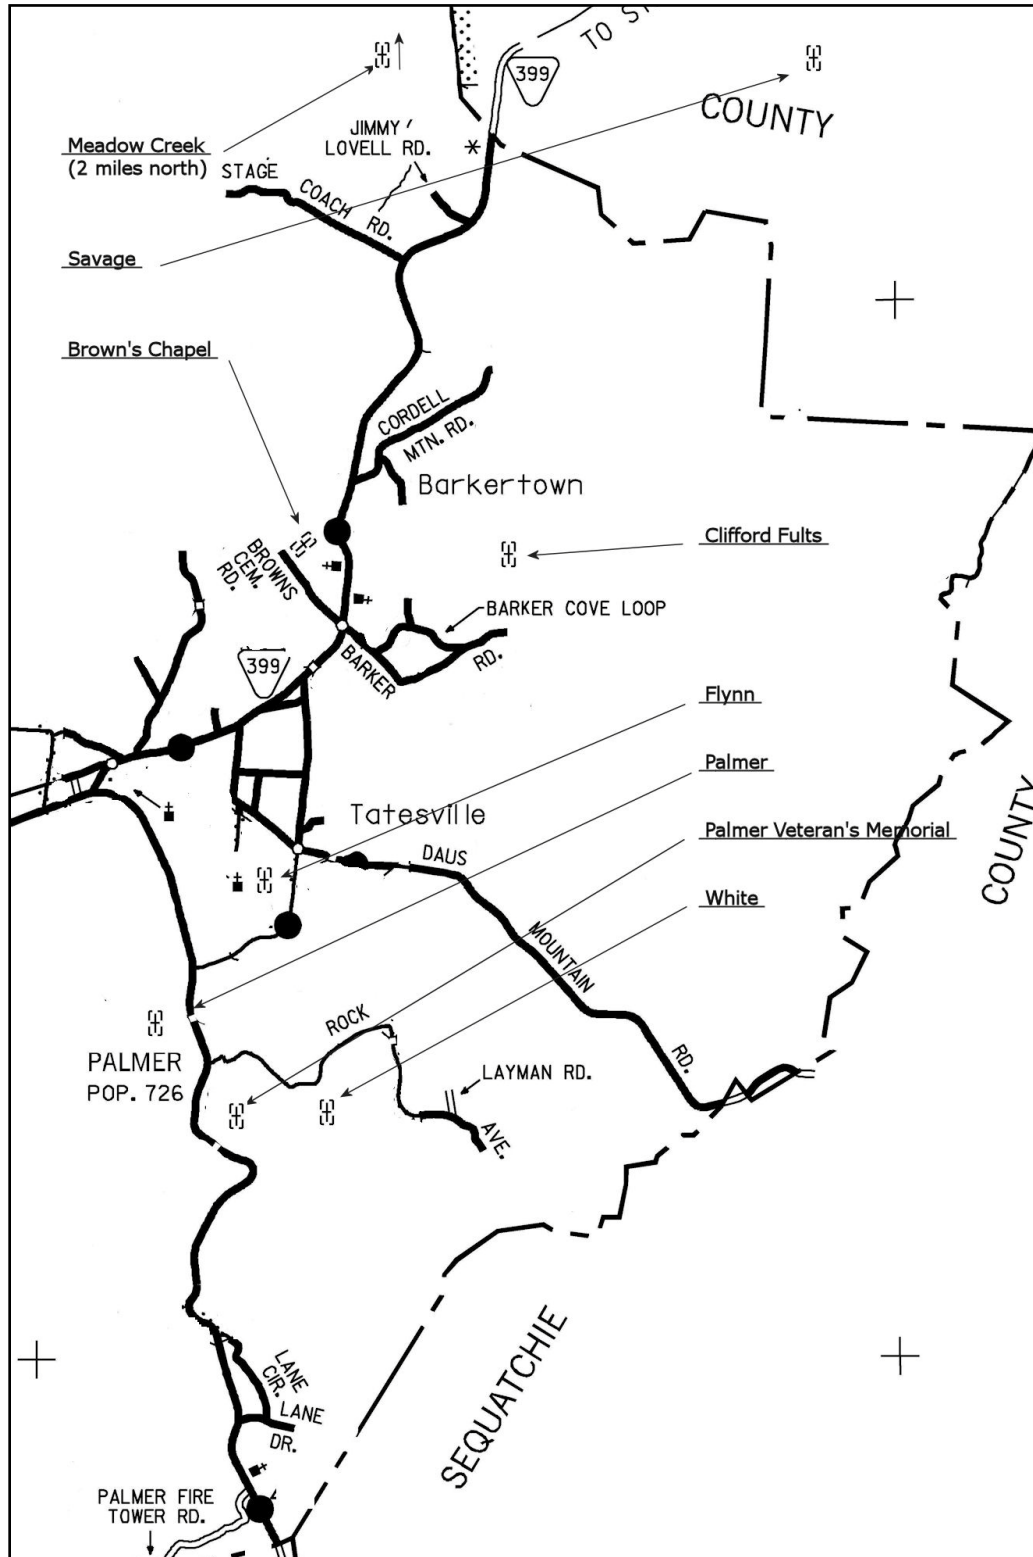 TO
399
COUNTY
Meadow Creek
(2 miles north)
JIMMY
LOVELL RD.
STAGE
COACH RD.
Savage
Brown's Chapel
CORDELL
MTN. RD.
Barkertown
BROWNS
CEM.
RD.
Clifford Fults
BARKER COVE LOOP
BARKER
RD.
399
Flynn
Palmer
Tatesville
Palmer Veteran's Memorial
COUNTY
DAUS
White
MOUNTAIN
RD.
ROCK
PALMER
POP. 726
LAYMAN RD.
AVE.
SEQUATCHIE
LANE
CIR.
LANE
DR.
PALMER FIRE
TOWER RD.